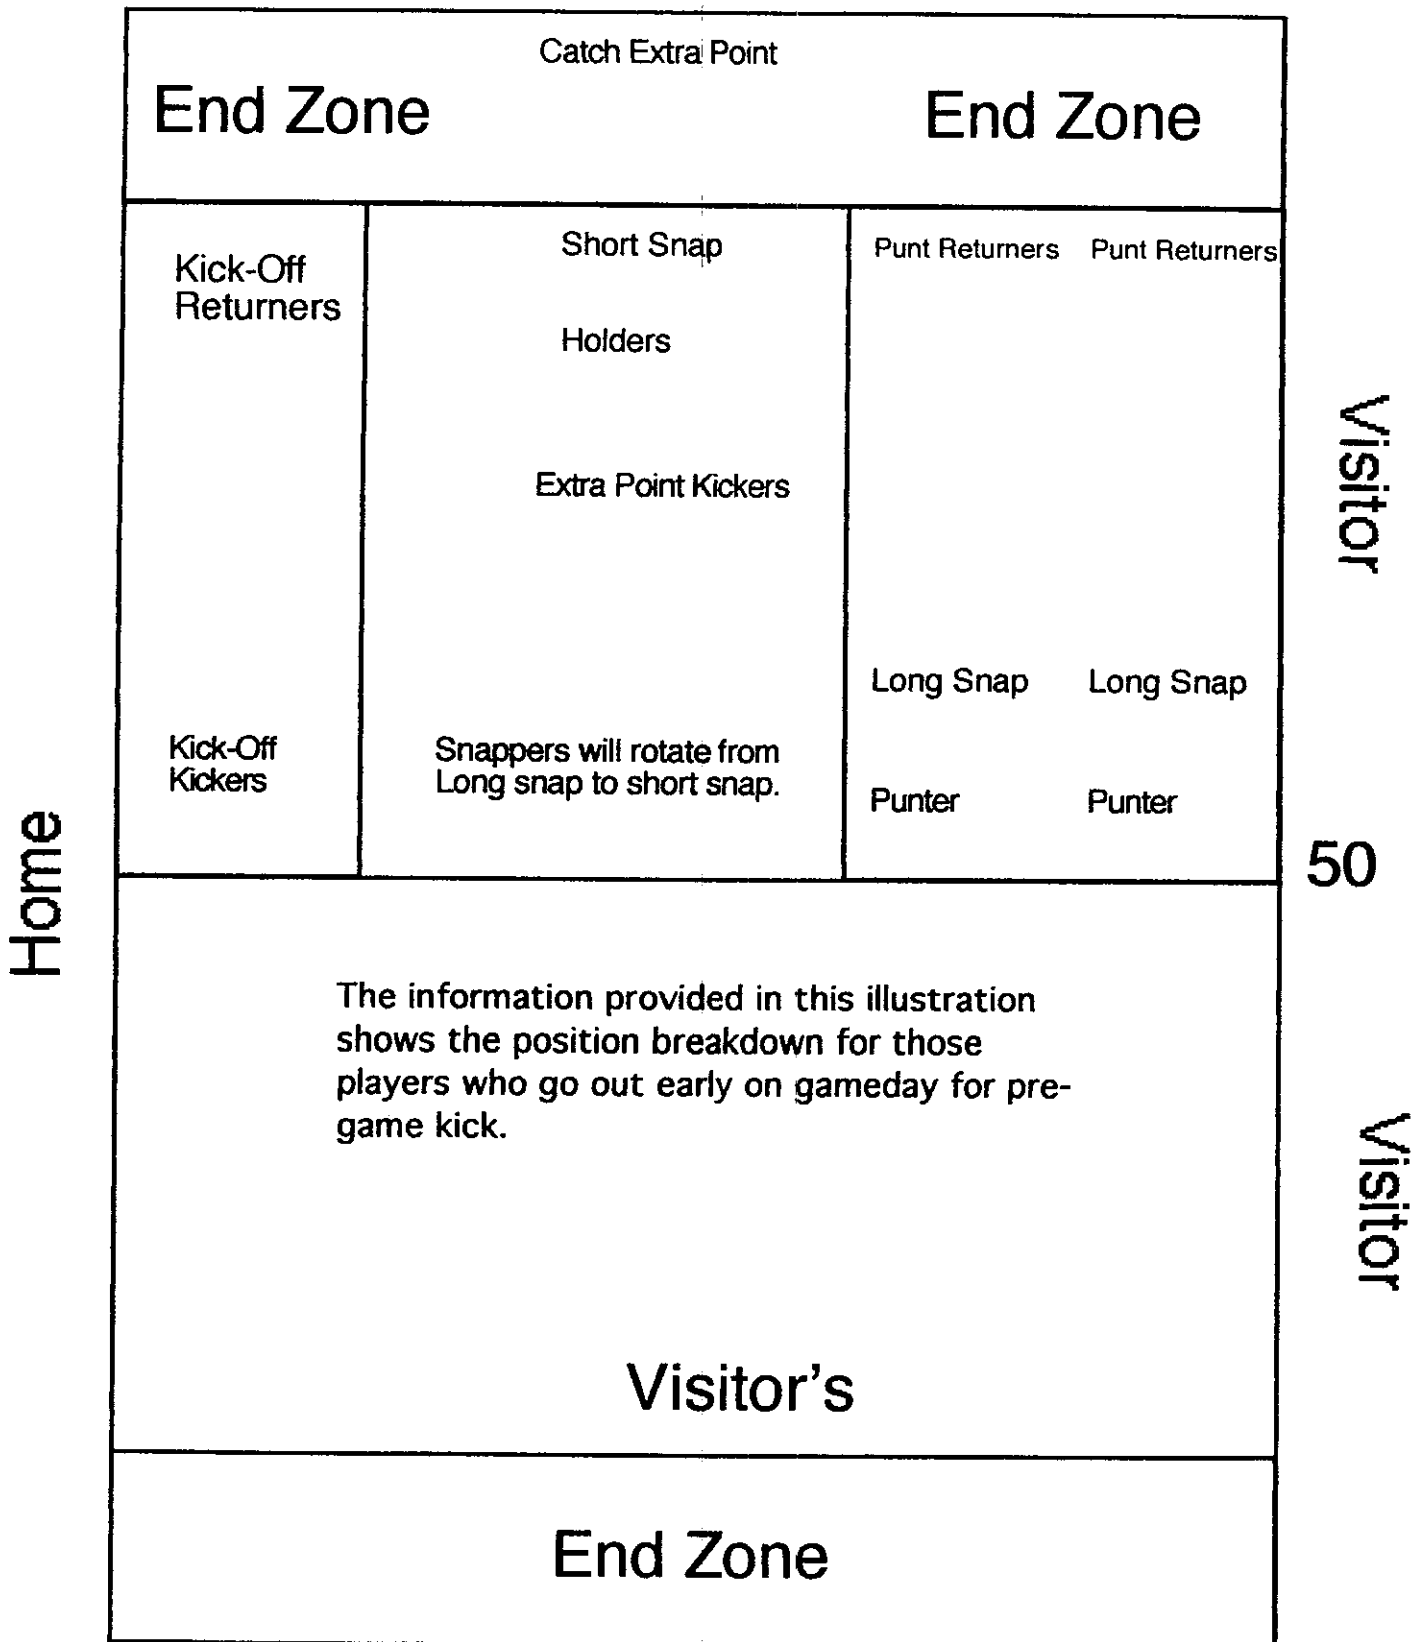 Catch Extra Point
End Zone
End Zone
Kick-Off
Returners
Short Snap
Holders
Extra Point Kickers
Punt Returners
Punt Returners
Visitor
Long Snap
Long Snap
Kick-Off
Kickers
Snappers will rotate from
Long snap to short snap.
Punter
Punter
Home
50
The information provided in this illustration
shows the position breakdown for those
players who go out early on gameday for pre-
game kick.
Visitor
Visitor's
End Zone